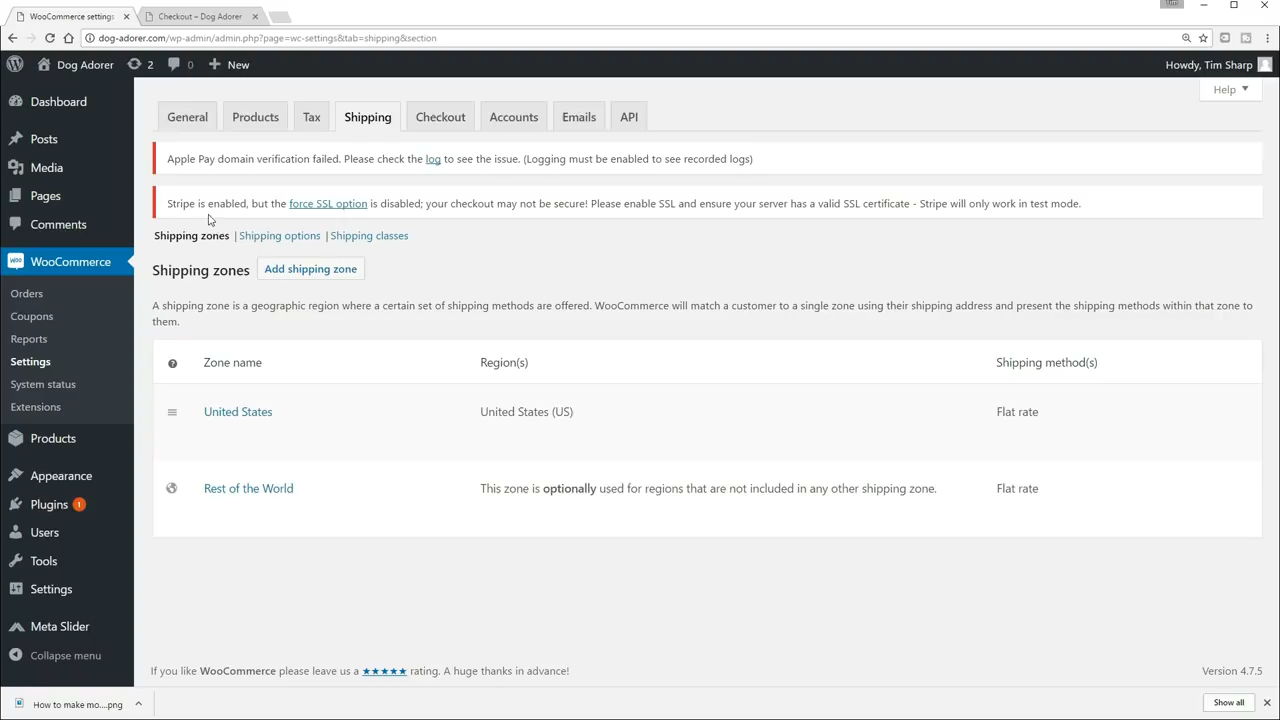 WooCommerce settings
Checkout – Dog Adorer
dog-adorer.com/wp-admin/admin.php?page=wc-settings&tab=shipping&section
Dog Adorer 2 0 New Howdy, Tim Sharp
Help
Dashboard
Posts
Media
Pages
Comments
WooCommerce
Orders
Coupons
Reports
Settings
System status
Extensions
Products
Appearance
Plugins 1
Users
Tools
Settings
Meta Slider
Collapse menu
General Products Tax Shipping Checkout Accounts Emails API
Apple Pay domain verification failed. Please check the log to see the issue. (Logging must be enabled to see recorded logs)
Stripe is enabled, but the force SSL option is disabled; your checkout may not be secure! Please enable SSL and ensure your server has a valid SSL certificate - Stripe will only work in test mode.
Shipping zones | Shipping options | Shipping classes
Shipping zones Add shipping zone
A shipping zone is a geographic region where a certain set of shipping methods are offered. WooCommerce will match a customer to a single zone using their shipping address and present the shipping methods within that zone to
them.
Zone name Region(s) Shipping method(s)
United States United States (US) Flat rate
Rest of the World This zone is optionally used for regions that are not included in any other shipping zone. Flat rate
If you like WooCommerce please leave us a ★★★★★ rating. A huge thanks in advance! Version 4.7.5
How to make mo....png Show all